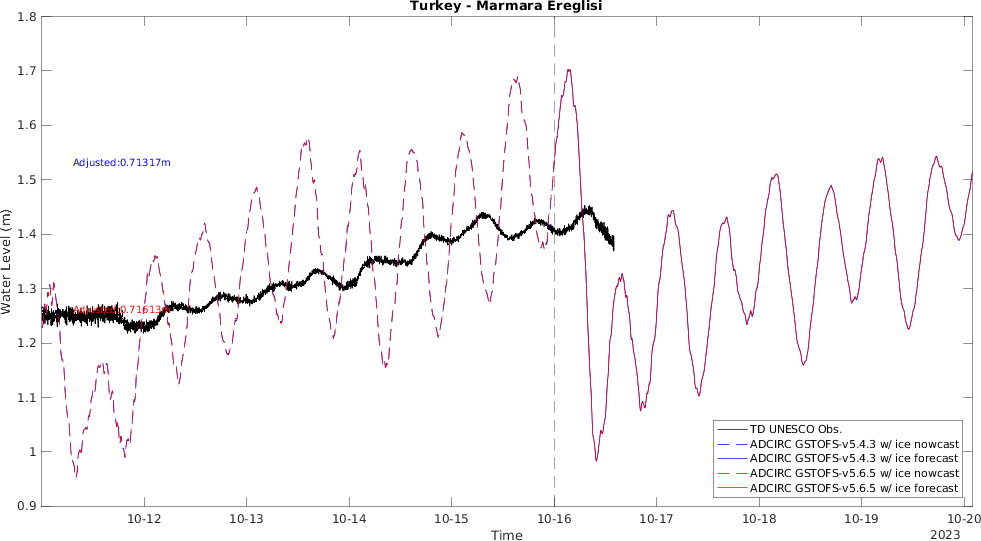 Turkey - Marmara Ereglisi
1.8
1.7
1.6
1.5
1.4
1.3
1.2
1.1
1
0.9
Water Level (m)
Adjusted:0.71317m
TD UNESCO Obs.
ADCIRC GSTOFS-v5.4.3 w/ ice nowcast
ADCIRC GSTOFS-v5.4.3 w/ ice forecast
ADCIRC GSTOFS-v5.6.5 w/ ice nowcast
ADCIRC GSTOFS-v5.6.5 w/ ice forecast
10-12
10-13
10-14
10-15
10-16
10-17
10-18
10-19
10-20
Time
2023